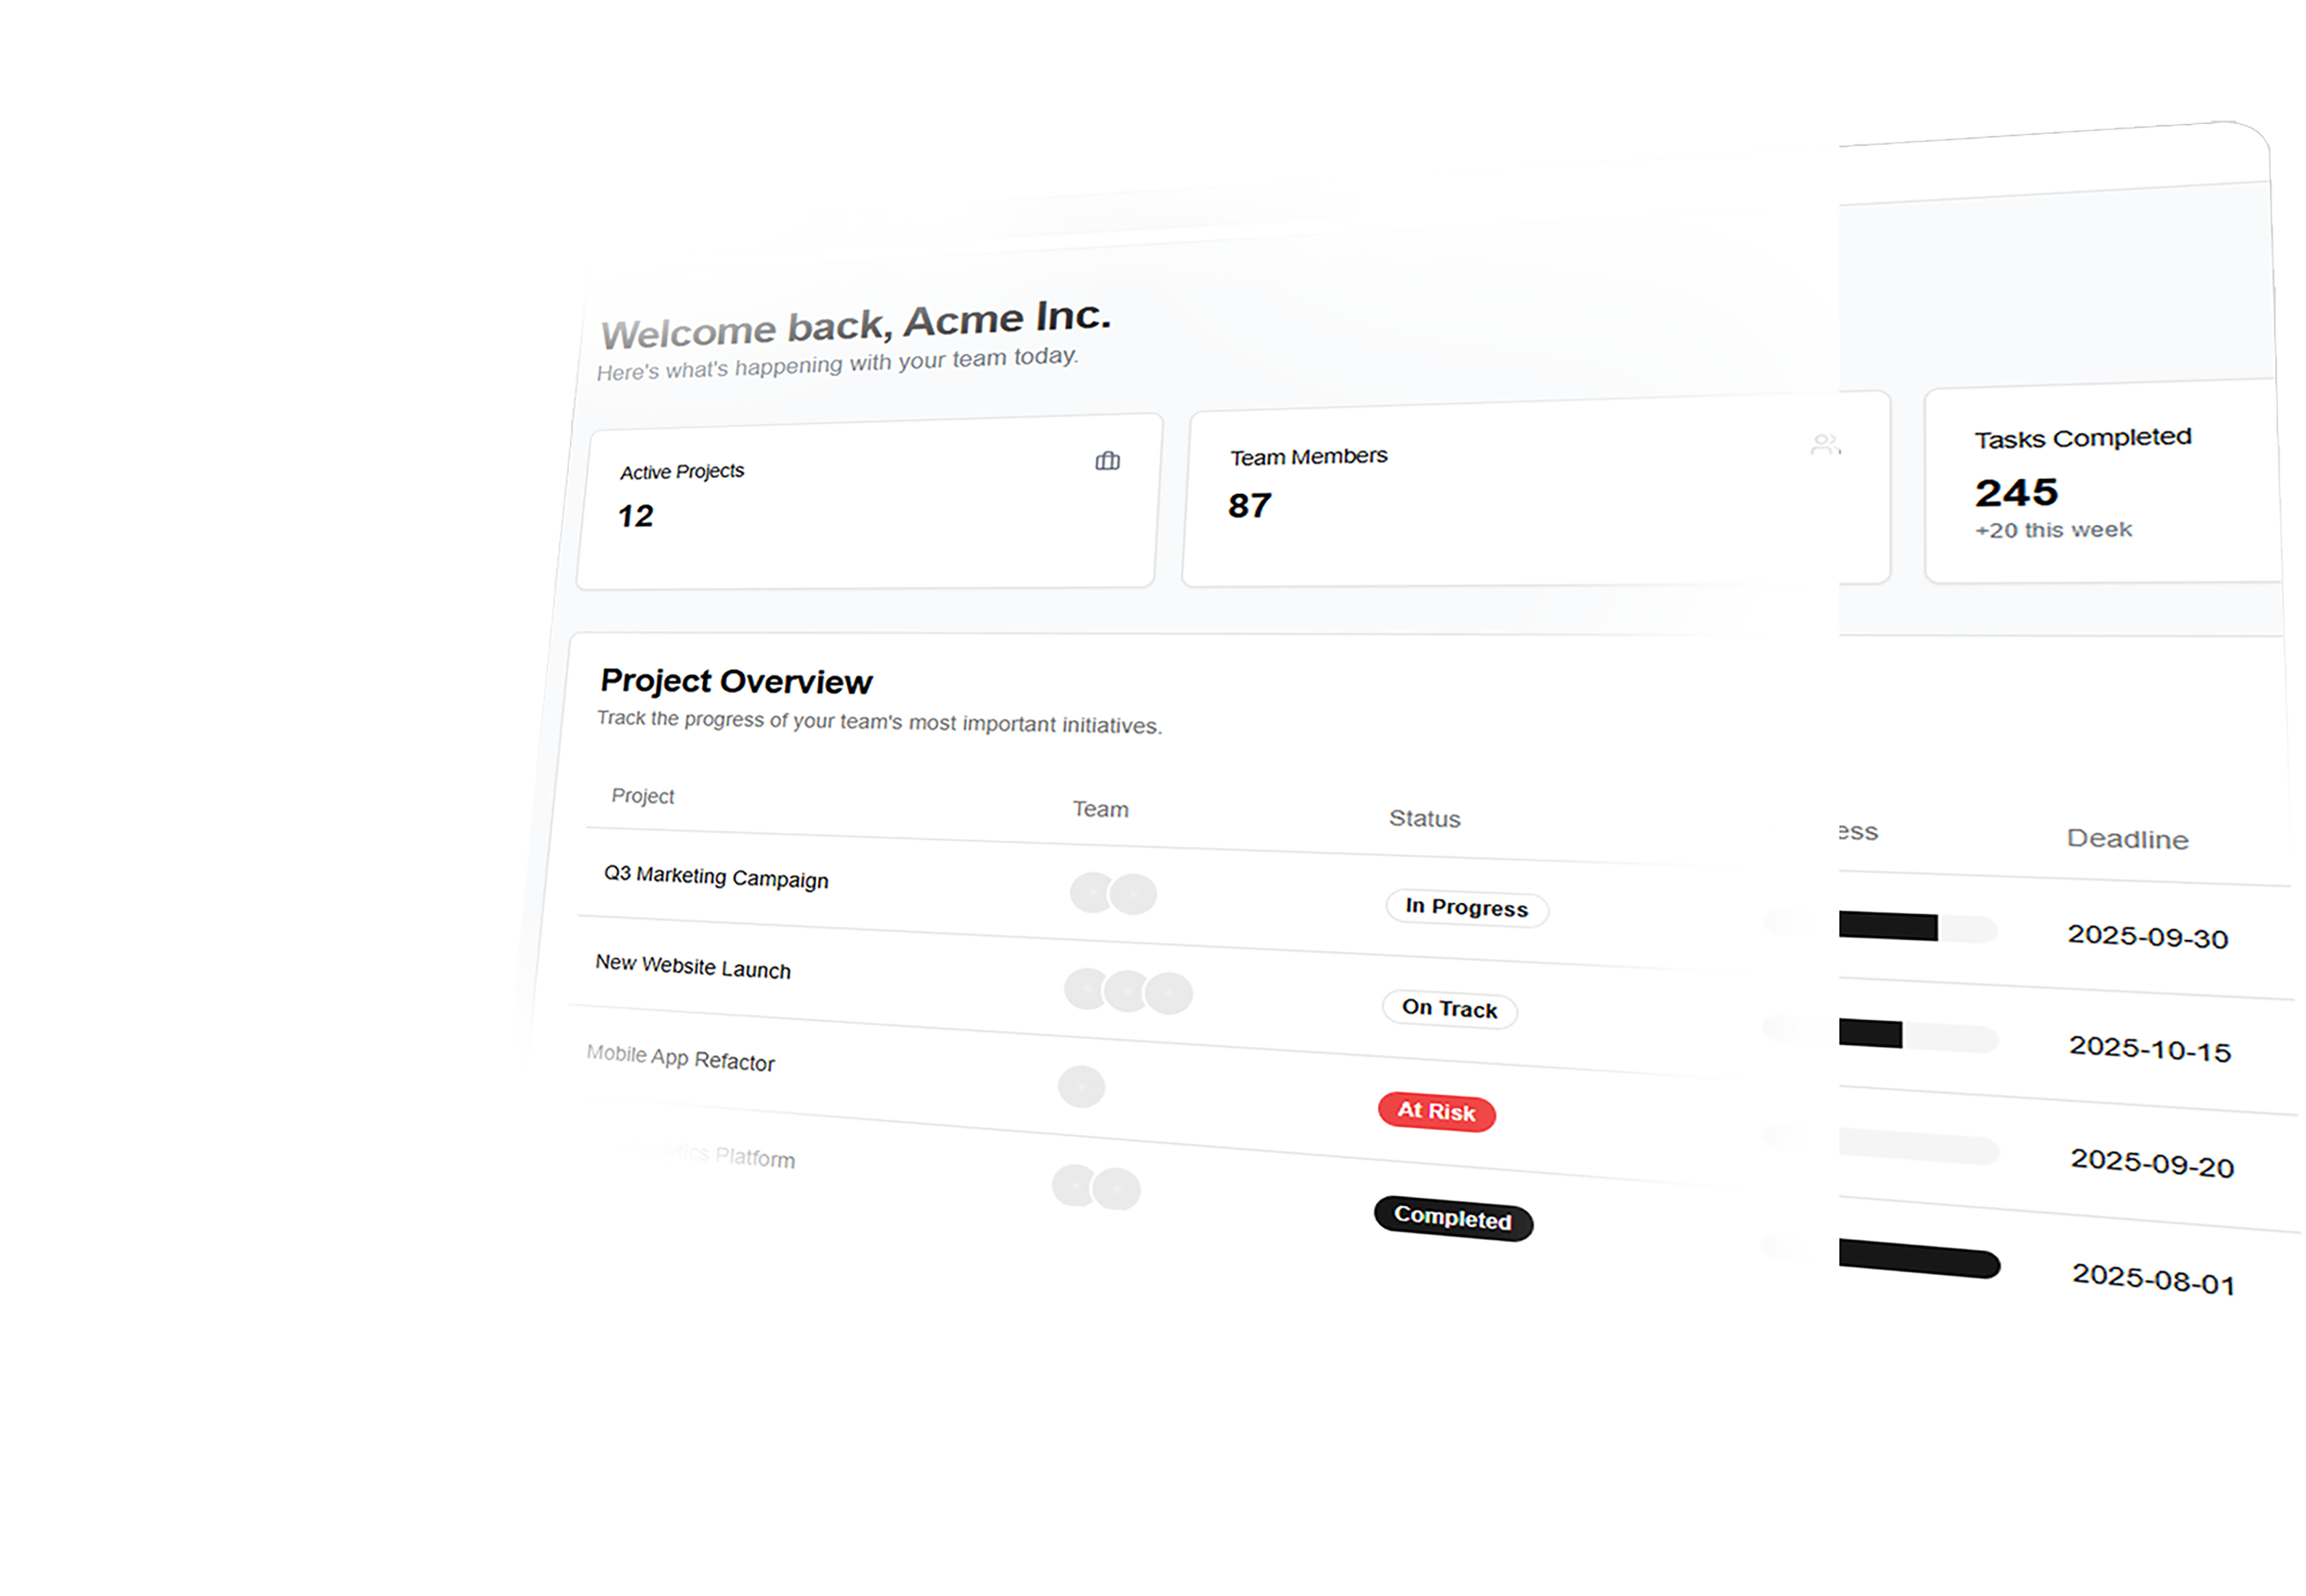 Welcome back, Acme Inc.
Here's what's happening with your team today.
Active Projects
12
Team Members
87
Tasks Completed
245
+20 this week
Project Overview
Track the progress of your team's most important initiatives.
Project Team Status ess Deadline
Q3 Marketing Campaign In Progress 2025-09-30
New Website Launch On Track 2025-10-15
Mobile App Refactor At Risk 2025-09-20
Platform Completed 2025-08-01